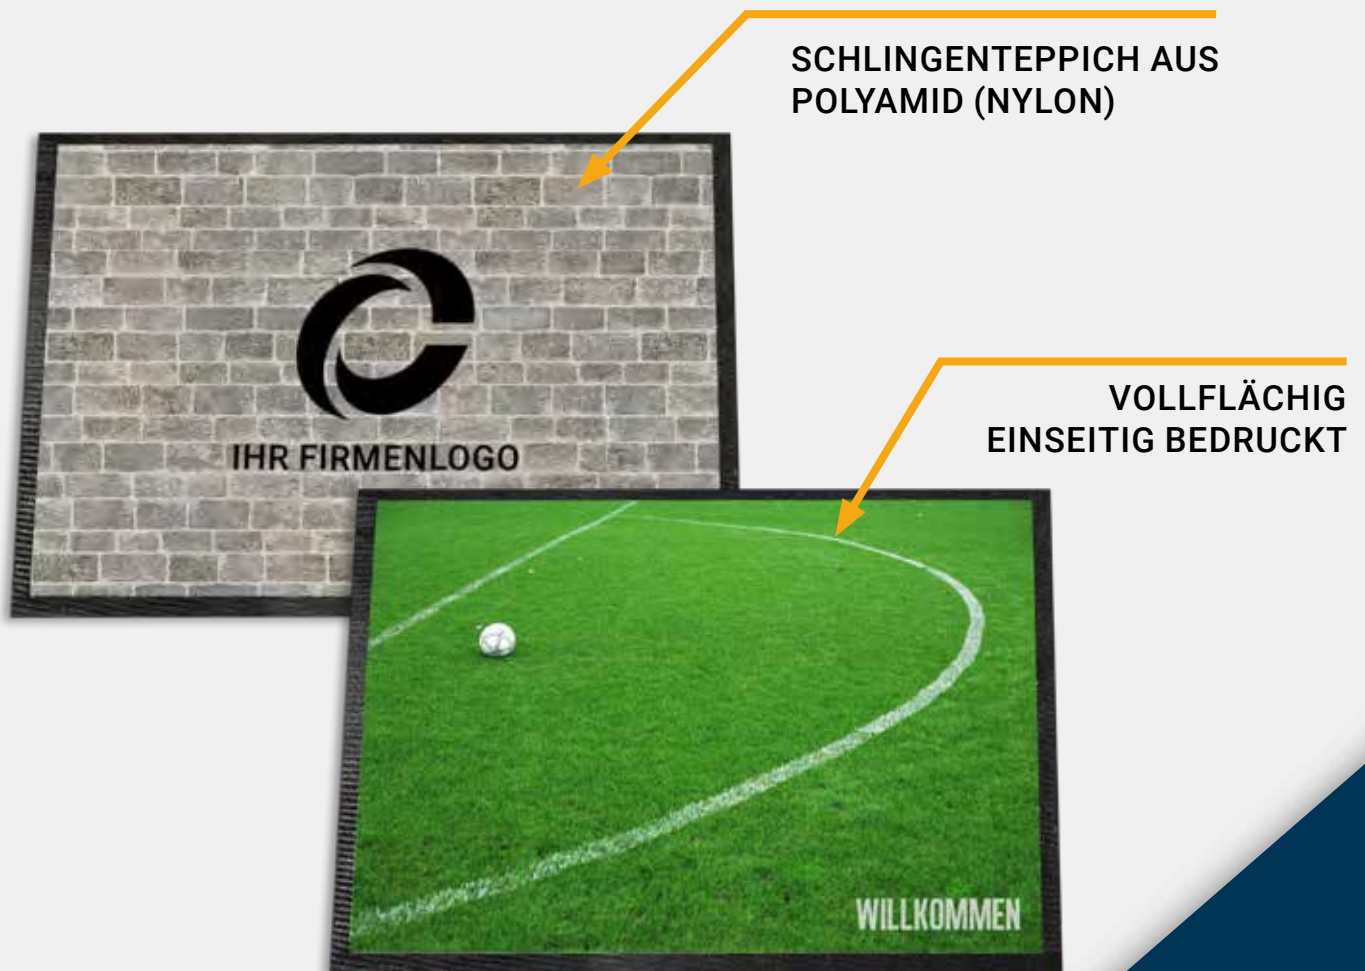 SCHLINGENTEPPICH AUS
POLYAMID (NYLON)
IHR FIRMENLOGO
VOLLFLÄCHIG
EINSEITIG BEDRUCKT
WILLKOMMEN